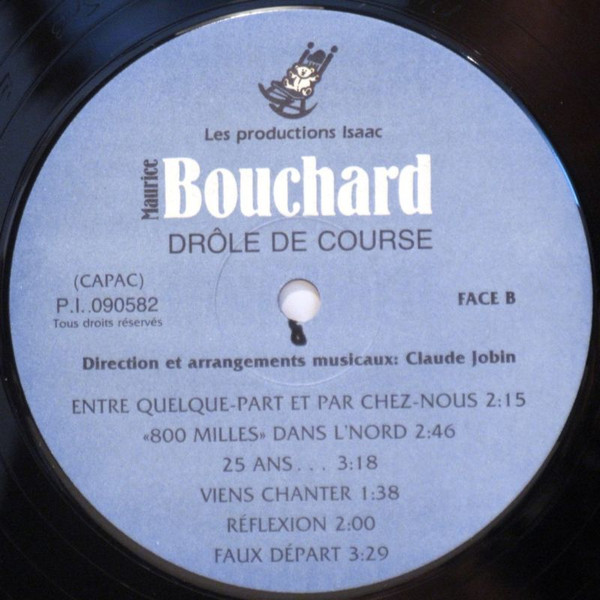 Les productions Isaac
Maurice
Bouchard
DRÔLE DE COURSE
(CAPAC)
P.I..090582
Tous droits réservés
FACE B
Direction et arrangements musicaux: Claude Jobin
ENTRE QUELQUE-PART ET PAR CHEZ-NOUS 2:15
«800 MILLES» DANS L'NORD 2:46
25 ANS... 3:18
VIENS CHANTER 1:38
RÉFLEXION 2:00
FAUX DÉPART 3:29